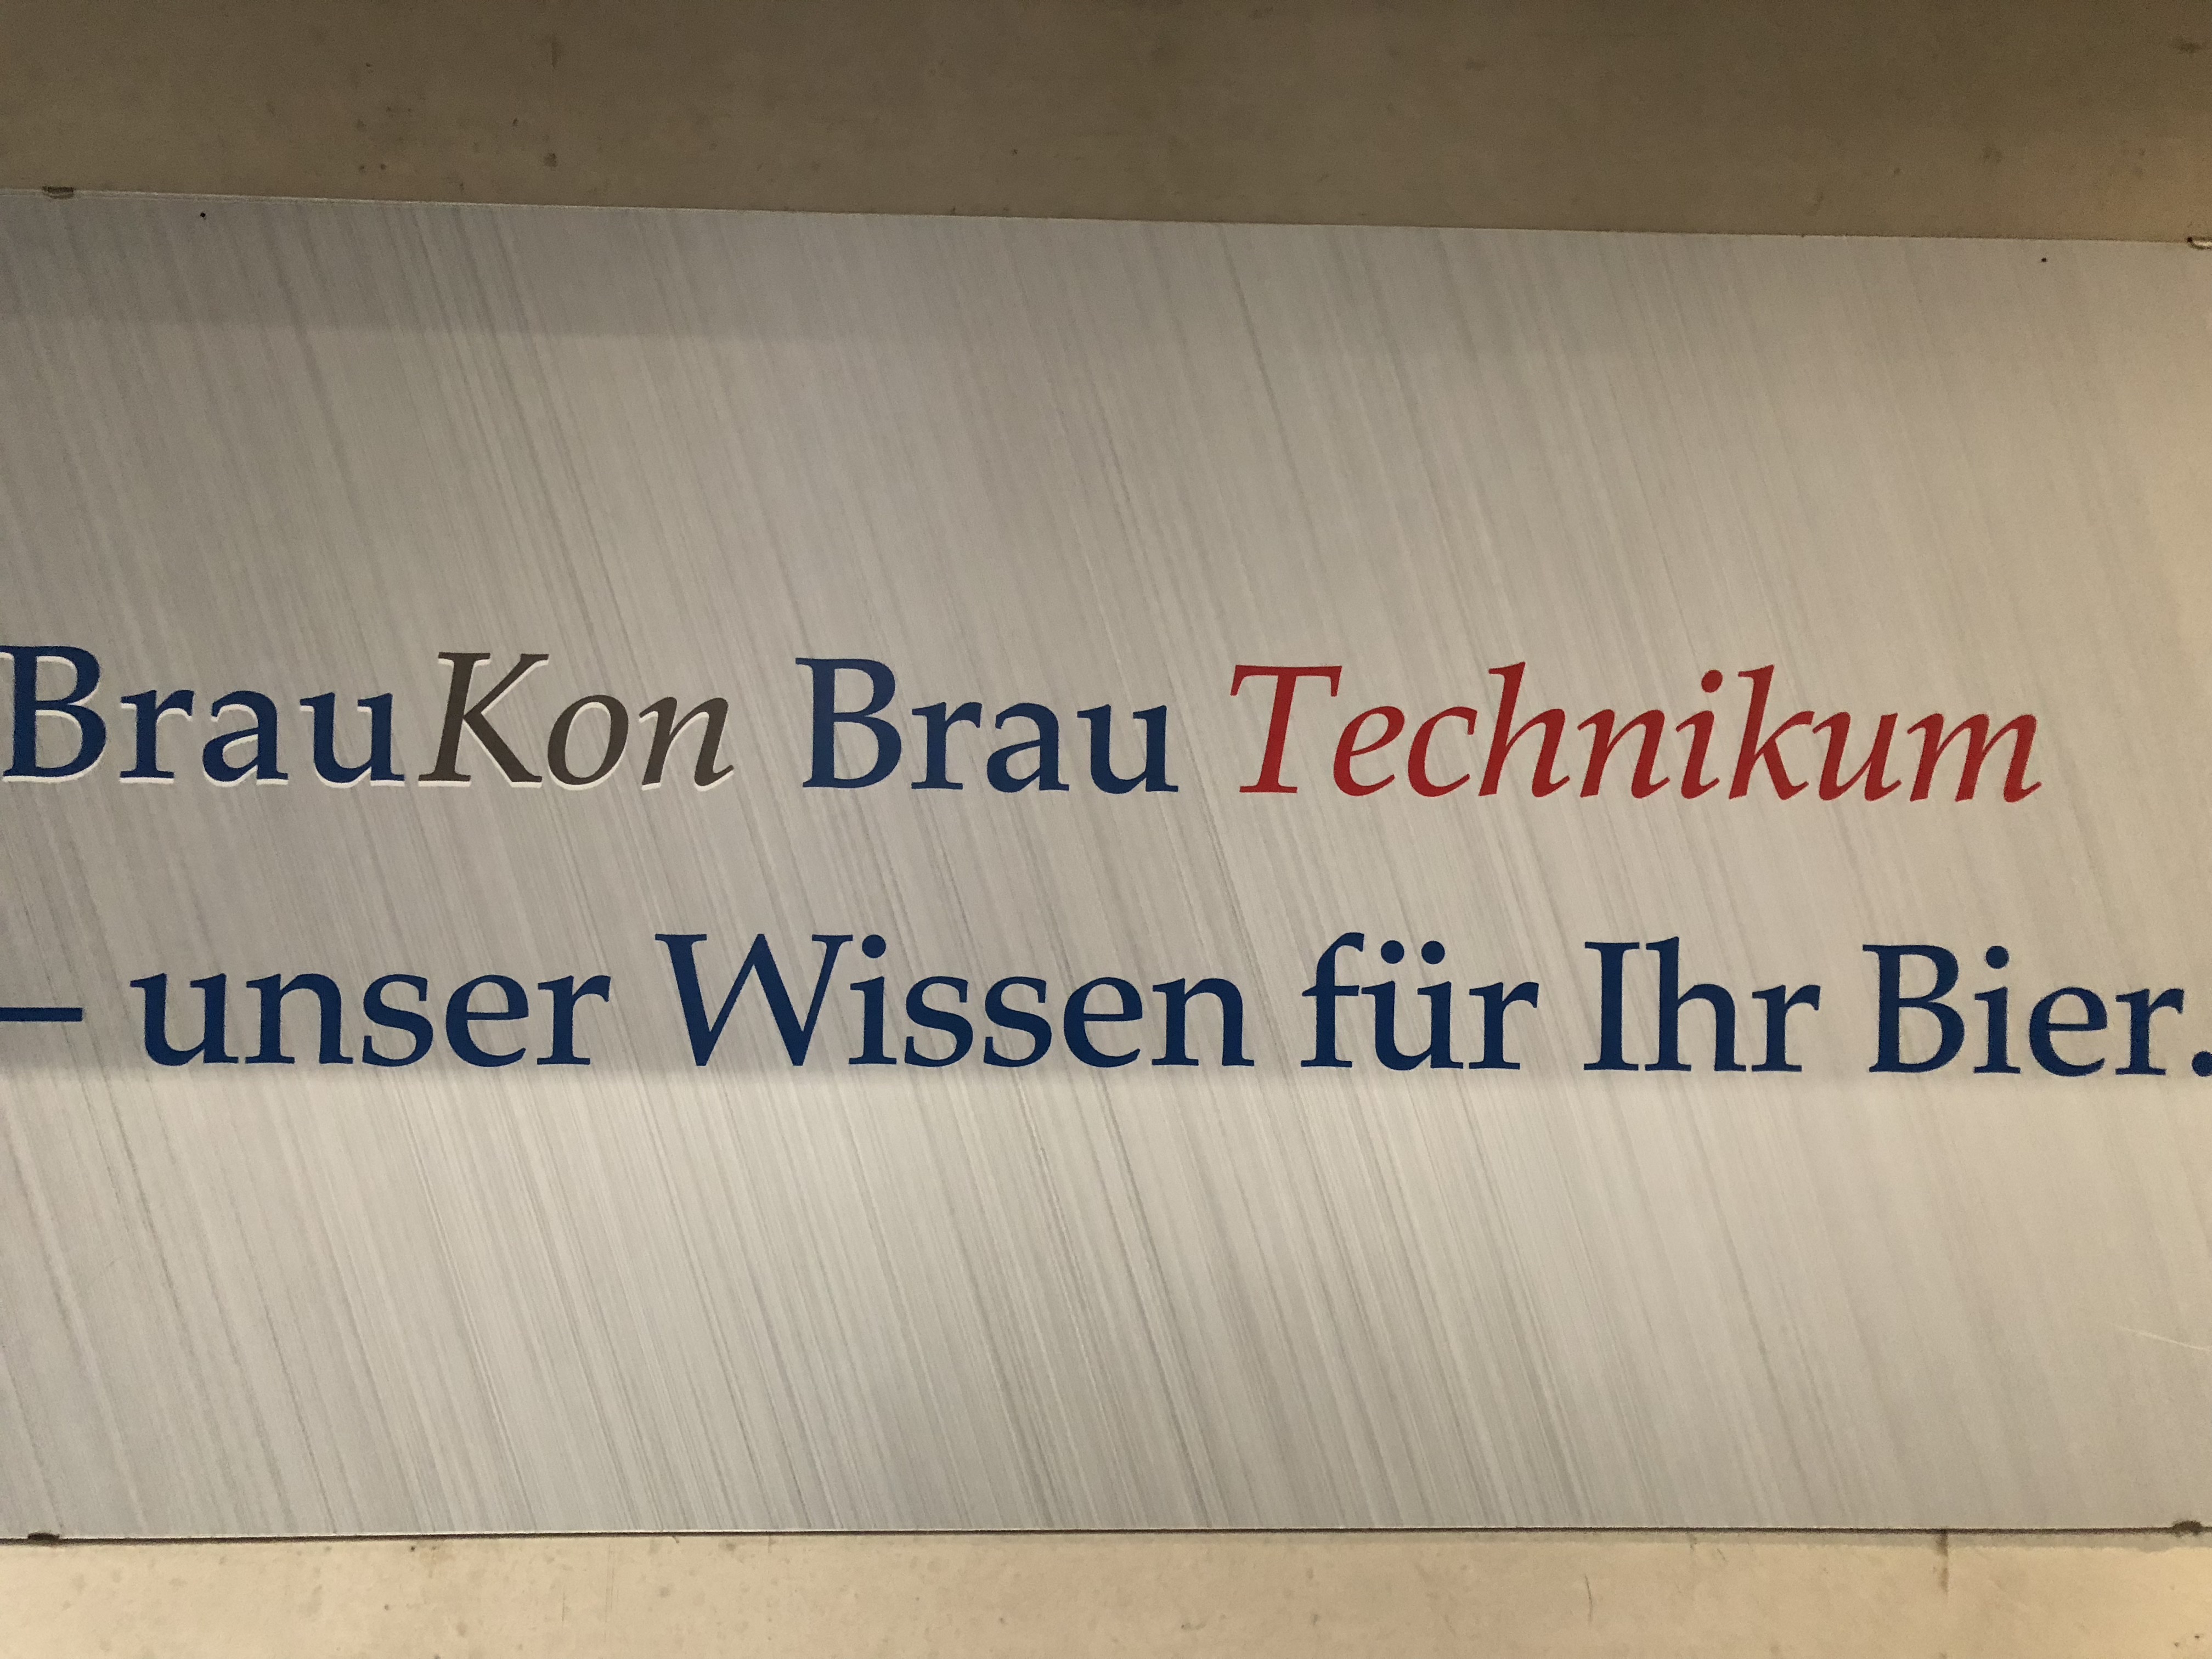 BrauKon Brau Technikum
– unser Wissen für Ihr Bier.